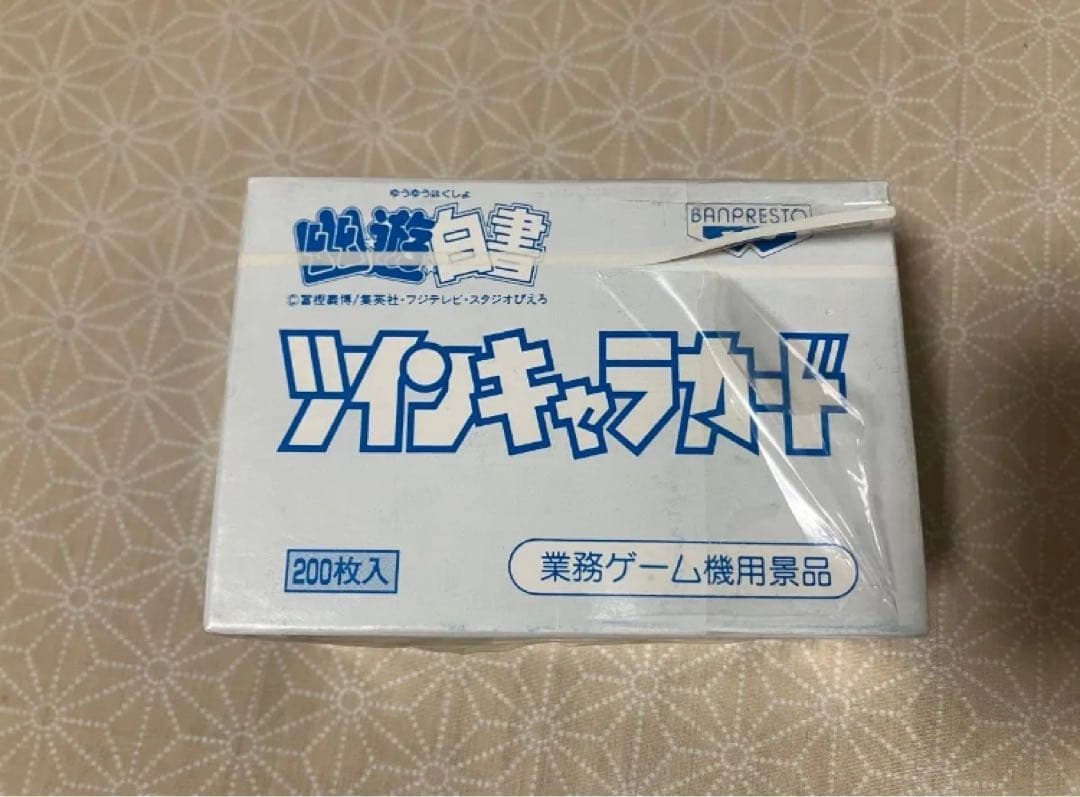 ゆうゆうはくしょ
幽遊白書
BANPRESTO
©冨樫義博/集英社・フジテレビ・スタジオぴえろ
ツインキャラカード
200枚入
業務ゲーム機用景品